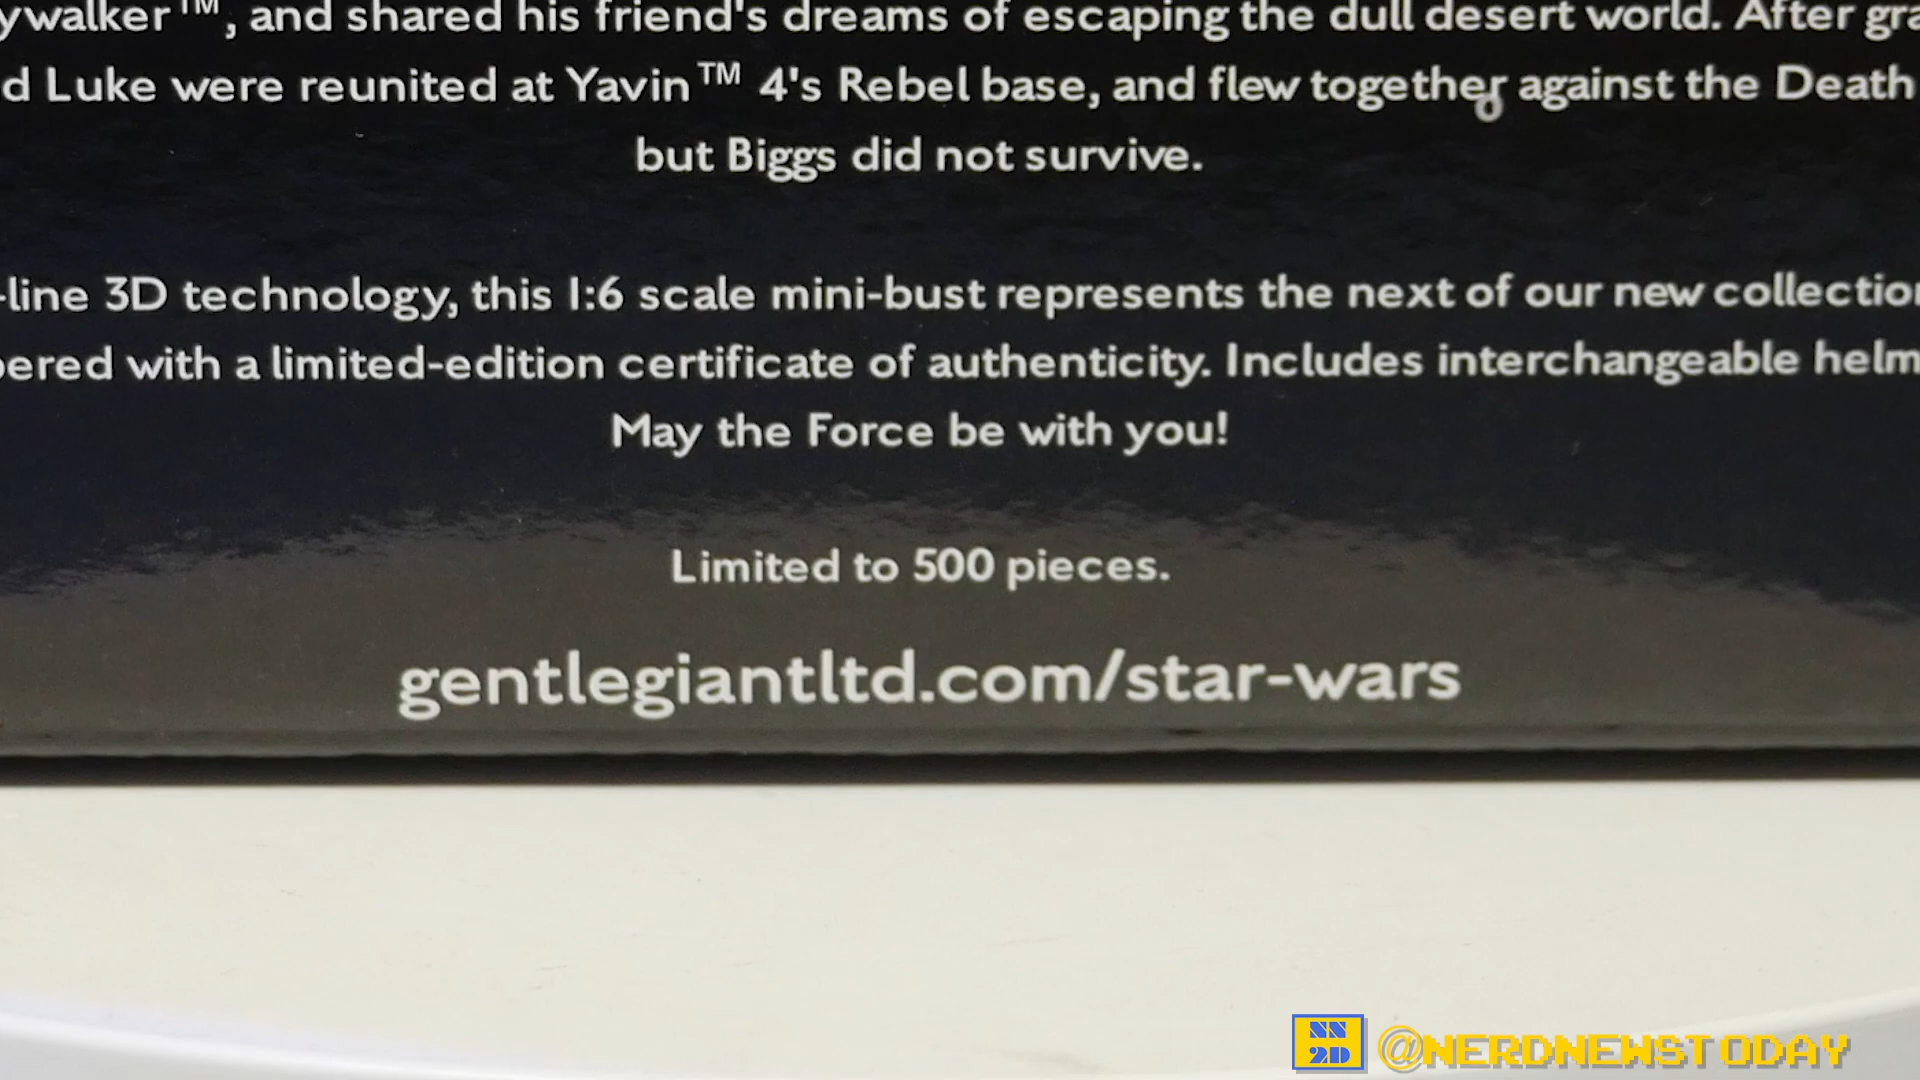 ywalker™, and shared his friend's dreams of escaping the dull desert world. After gra
d Luke were reunited at Yavin™ 4's Rebel base, and flew together against the Death
but Biggs did not survive.
-line 3D technology, this 1:6 scale mini-bust represents the next of our new collection
ered with a limited-edition certificate of authenticity. Includes interchangeable helm
May the Force be with you!
Limited to 500 pieces.
gentlegiantltd.com/star-wars
NN
2D
@NERDNEWSTODAY